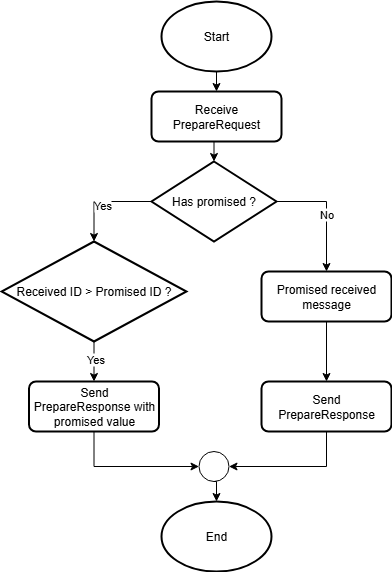 Start
Receive
PrepareRequest
Has promised ?
Yes
No
Received ID > Promised ID ?
Promised received
message
Yes
Send
PrepareResponse with
promised value
Send
PrepareResponse
End